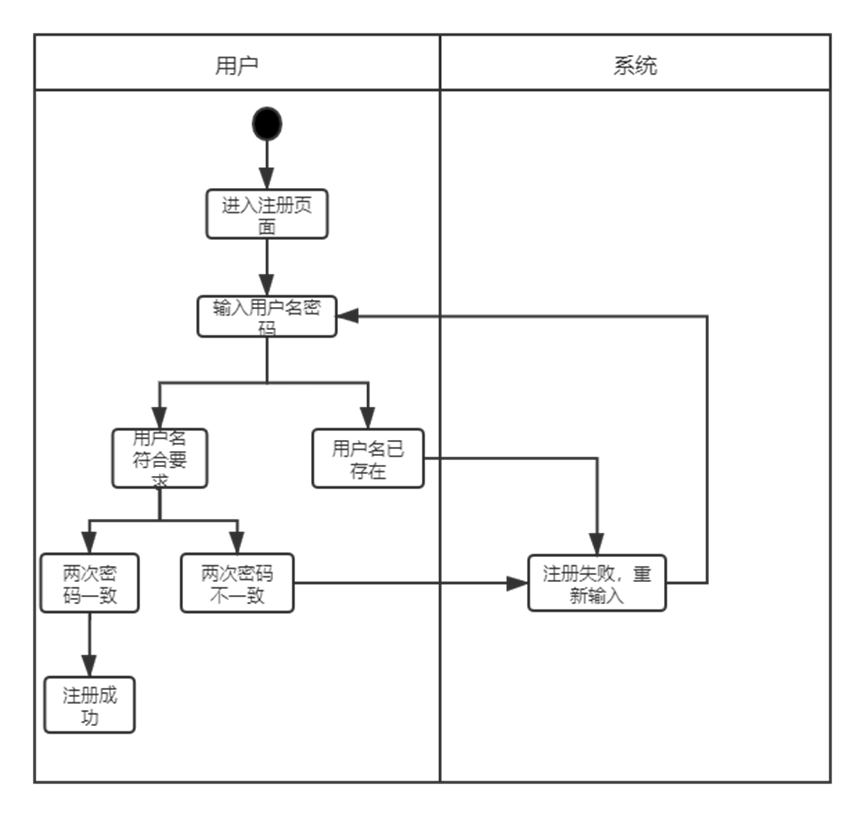 用户
系统
进入注册页
面
输入用户名密
码
用户名
符合要
求
用户名已
存在
两次密
码一致
两次密码
不一致
注册失败，重
新输入
注册成
功